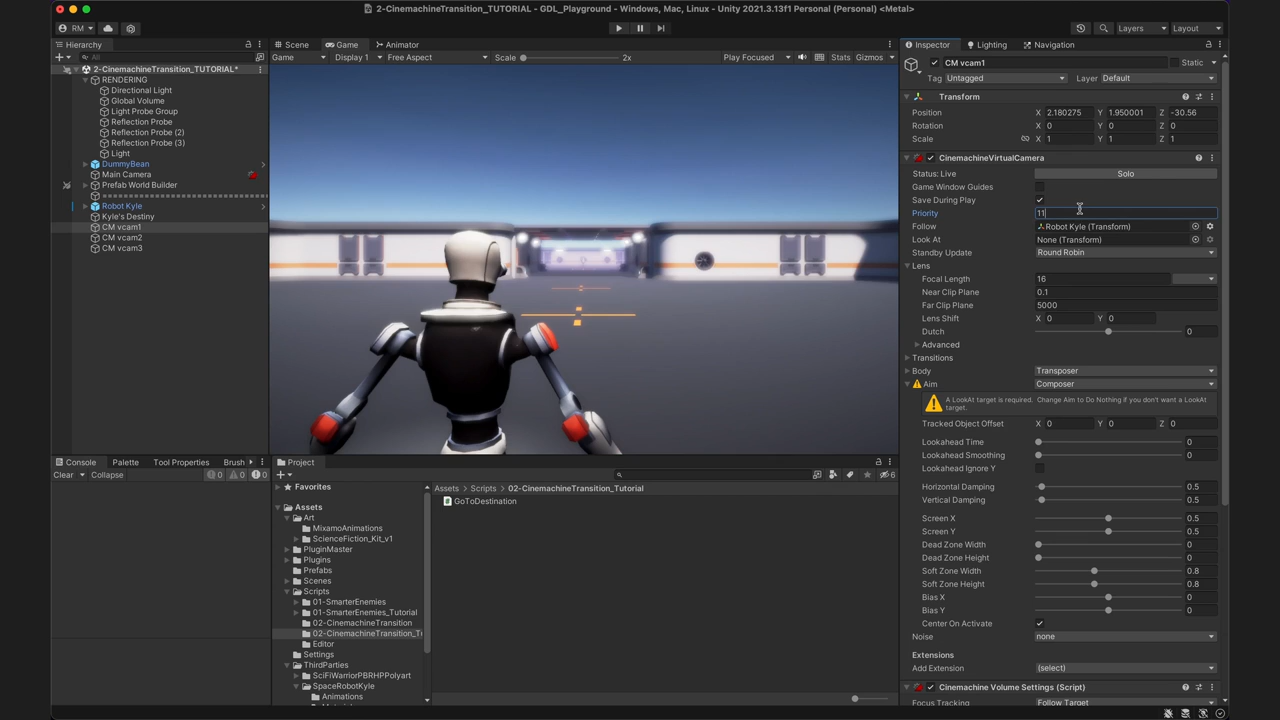 2-CinemachineTransition_TUTORIAL - GDL_Playground - Windows, Mac, Linux - Unity 2021.3.13f1 Personal (Personal) <Metal>
RM
Layers
Layout
Hierarchy
All
2-CinemachineTransition_TUTORIAL*
RENDERING
Directional Light
Global Volume
Light Probe Group
Reflection Probe
Reflection Probe (2)
Reflection Probe (3)
Light
DummyBean
Main Camera
Prefab World Builder
Robot Kyle
Kyle's Destiny
CM vcam1
CM vcam2
CM vcam3
Scene
Game
Animator
Game
Display 1
Free Aspect
Scale
2x
Play Focused
Stats
Gizmos
Console
Palette
Tool Properties
Brush
Clear
Collapse
0
0
0
Project
6
Favorites
Assets
Art
MixamoAnimations
ScienceFiction_Kit_v1
PluginMaster
Plugins
Prefabs
Scenes
Scripts
01-SmarterEnemies
01-SmarterEnemies_Tutorial
02-CinemachineTransition
02-CinemachineTransition_Tu
Editor
Settings
ThirdParties
SciFiWarriorPBRHPPolyart
SpaceRobotKyle
Animations
Assets
Scripts
02-CinemachineTransition_Tutorial
GoToDestination
Inspector
Lighting
Navigation
CM vcam1
Static
Tag Untagged
Layer Default
Transform
Position X 2.180275 Y 1.950001 Z -30.56
Rotation X 0 Y 0 Z 0
Scale X 1 Y 1 Z 1
CinemachineVirtualCamera
Status: Live Solo
Game Window Guides
Save During Play
Priority 11
Follow Robot Kyle (Transform)
Look At None (Transform)
Standby Update Round Robin
Lens
Focal Length 16
Near Clip Plane 0.1
Far Clip Plane 5000
Lens Shift X 0 Y 0
Dutch 0
Advanced
Transitions
Body Transposer
Aim Composer
A LookAt target is required. Change Aim to Do Nothing if you don't want a LookAt
target.
Tracked Object Offset X 0 Y 0 Z 0
Lookahead Time 0
Lookahead Smoothing 0
Lookahead Ignore Y
Horizontal Damping 0.5
Vertical Damping 0.5
Screen X 0.5
Screen Y 0.5
Dead Zone Width 0
Dead Zone Height 0
Soft Zone Width 0.8
Soft Zone Height 0.8
Bias X 0
Bias Y 0
Center On Activate
Noise none
Extensions
Add Extension (select)
Cinemachine Volume Settings (Script)
Focus Tracking Follow Target